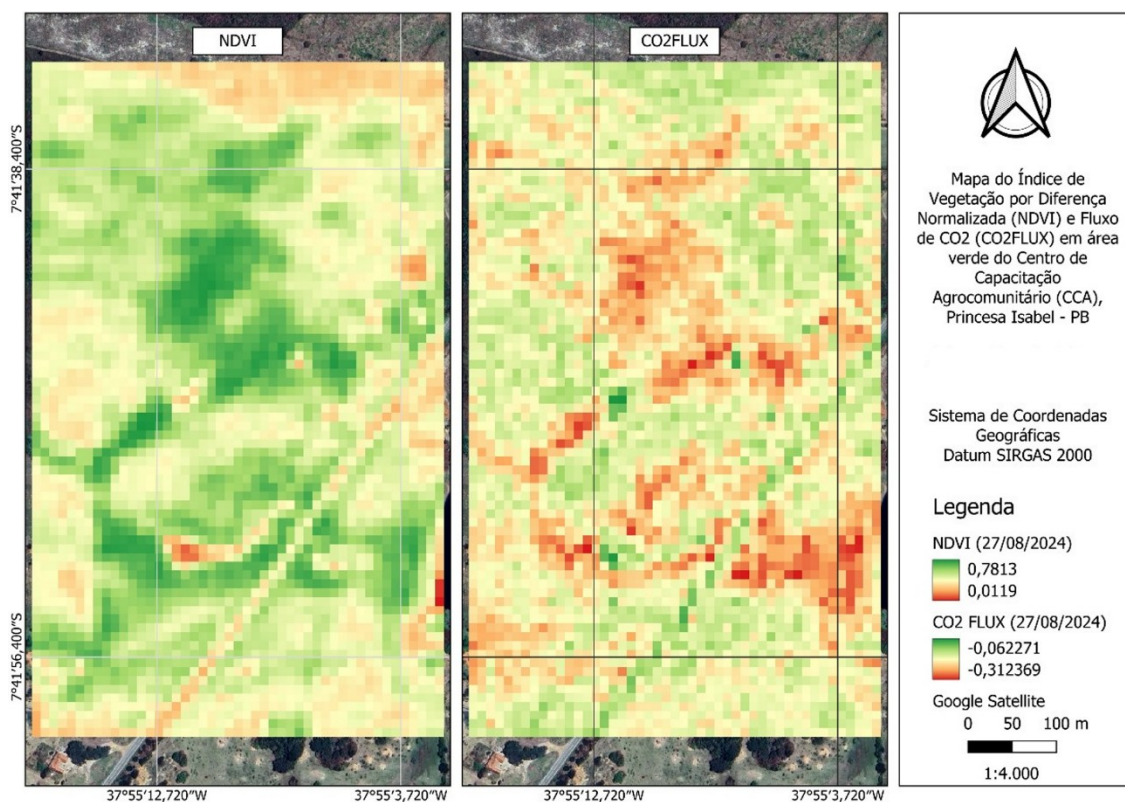 NDVI
CO2FLUX
7°41'38,400"S
7°41'56,400"S
37°55'12,720"W
37°55'3,720"W
37°55'12,720"W
37°55'3,720"W
Mapa do Índice de
Vegetação por Diferença
Normalizada (NDVI) e Fluxo
de CO2 (CO2FLUX) em área
verde do Centro de
Capacitação
Agrocomunitário (CCA),
Princesa Isabel - PB
Sistema de Coordenadas
Geográficas
Datum SIRGAS 2000
Legenda
NDVI (27/08/2024)
0,7813
0,0119
CO2 FLUX (27/08/2024)
-0,062271
-0,312369
Google Satellite
0 50 100 m
1:4.000